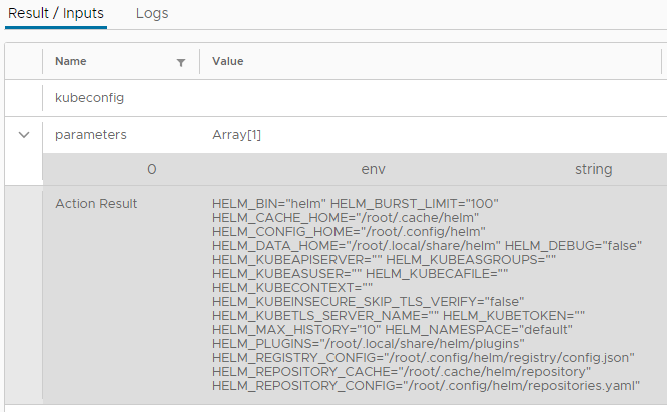 Result / Inputs Logs
Name Value
kubeconfig
parameters Array[1]
0 env string
Action Result HELM_BIN="helm" HELM_BURST_LIMIT="100"
HELM_CACHE_HOME="/root/.cache/helm"
HELM_CONFIG_HOME="/root/.config/helm"
HELM_DATA_HOME="/root/.local/share/helm" HELM_DEBUG="false"
HELM_KUBEAPISERVER="" HELM_KUBEASGROUPS=""
HELM_KUBEASUSER="" HELM_KUBECAFILE=""
HELM_KUBECONTEXT=""
HELM_KUBEINSECURE_SKIP_TLS_VERIFY="false"
HELM_KUBETLS_SERVER_NAME="" HELM_KUBETOKEN=""
HELM_MAX_HISTORY="10" HELM_NAMESPACE="default"
HELM_PLUGINS="/root/.local/share/helm/plugins"
HELM_REGISTRY_CONFIG="/root/.config/helm/registry/config.json"
HELM_REPOSITORY_CACHE="/root/.cache/helm/repository"
HELM_REPOSITORY_CONFIG="/root/.config/helm/repositories.yaml"